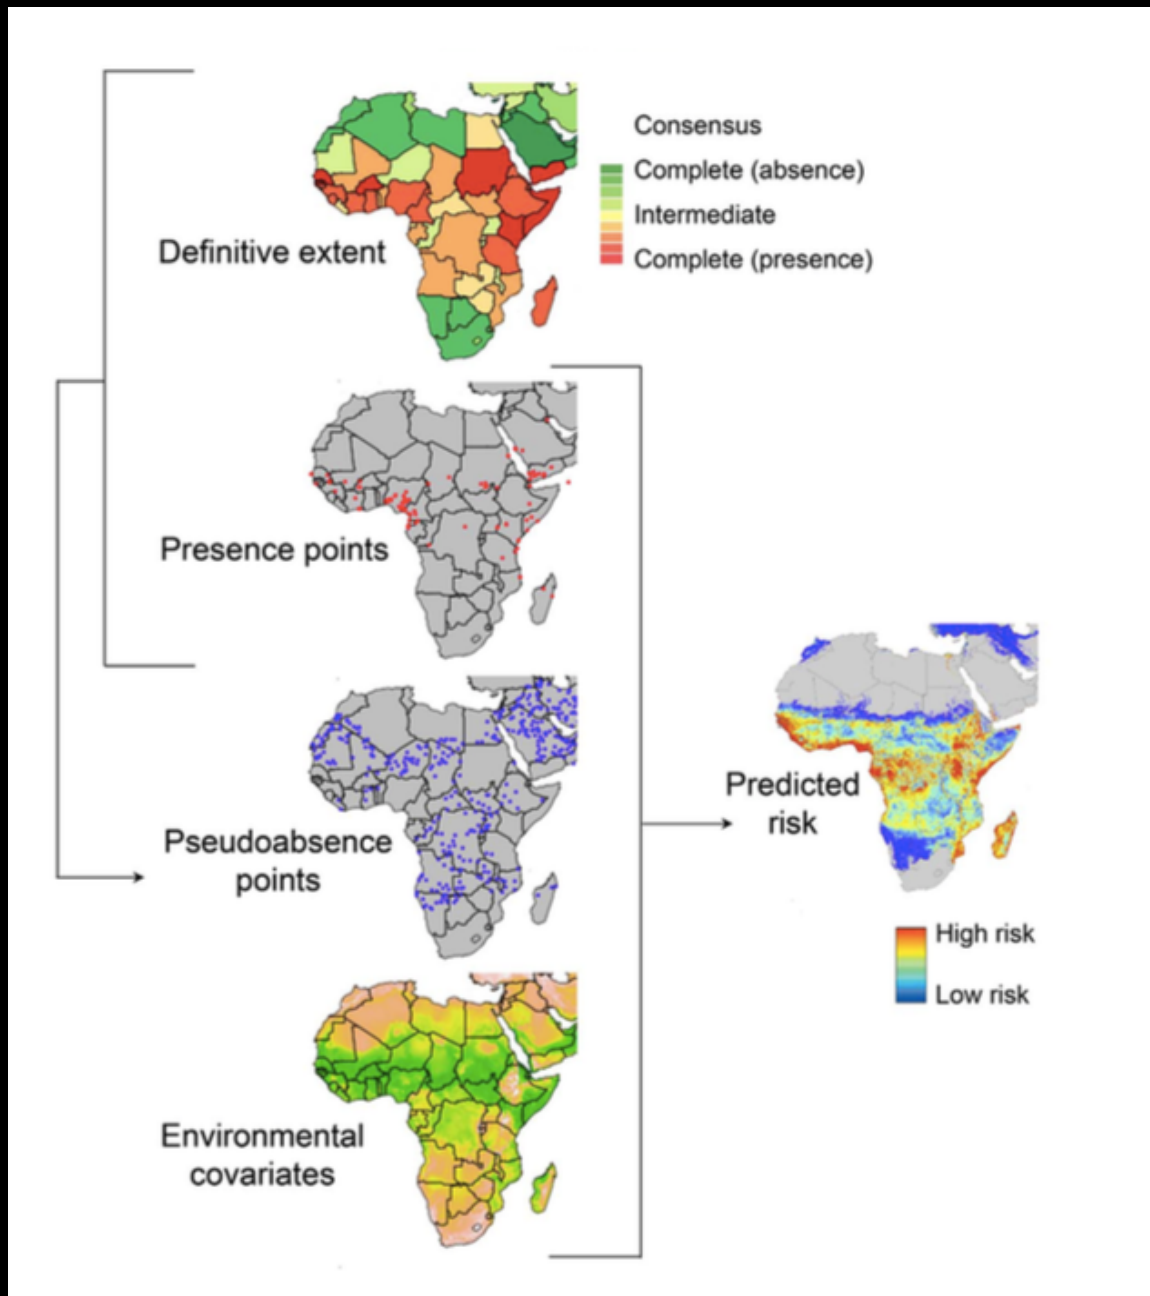 Consensus
Complete (absence)
Intermediate
Complete (presence)
Definitive extent
Presence points
Pseudoabsence
points
Predicted
risk
High risk
Low risk
Environmental
covariates